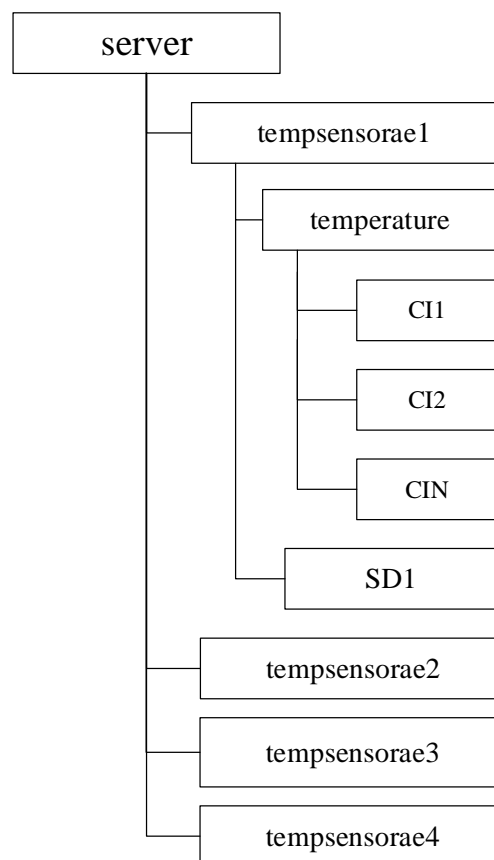 server
tempsensorae1
temperature
CI1
CI2
CIN
SD1
tempsensorae2
tempsensorae3
tempsensorae4